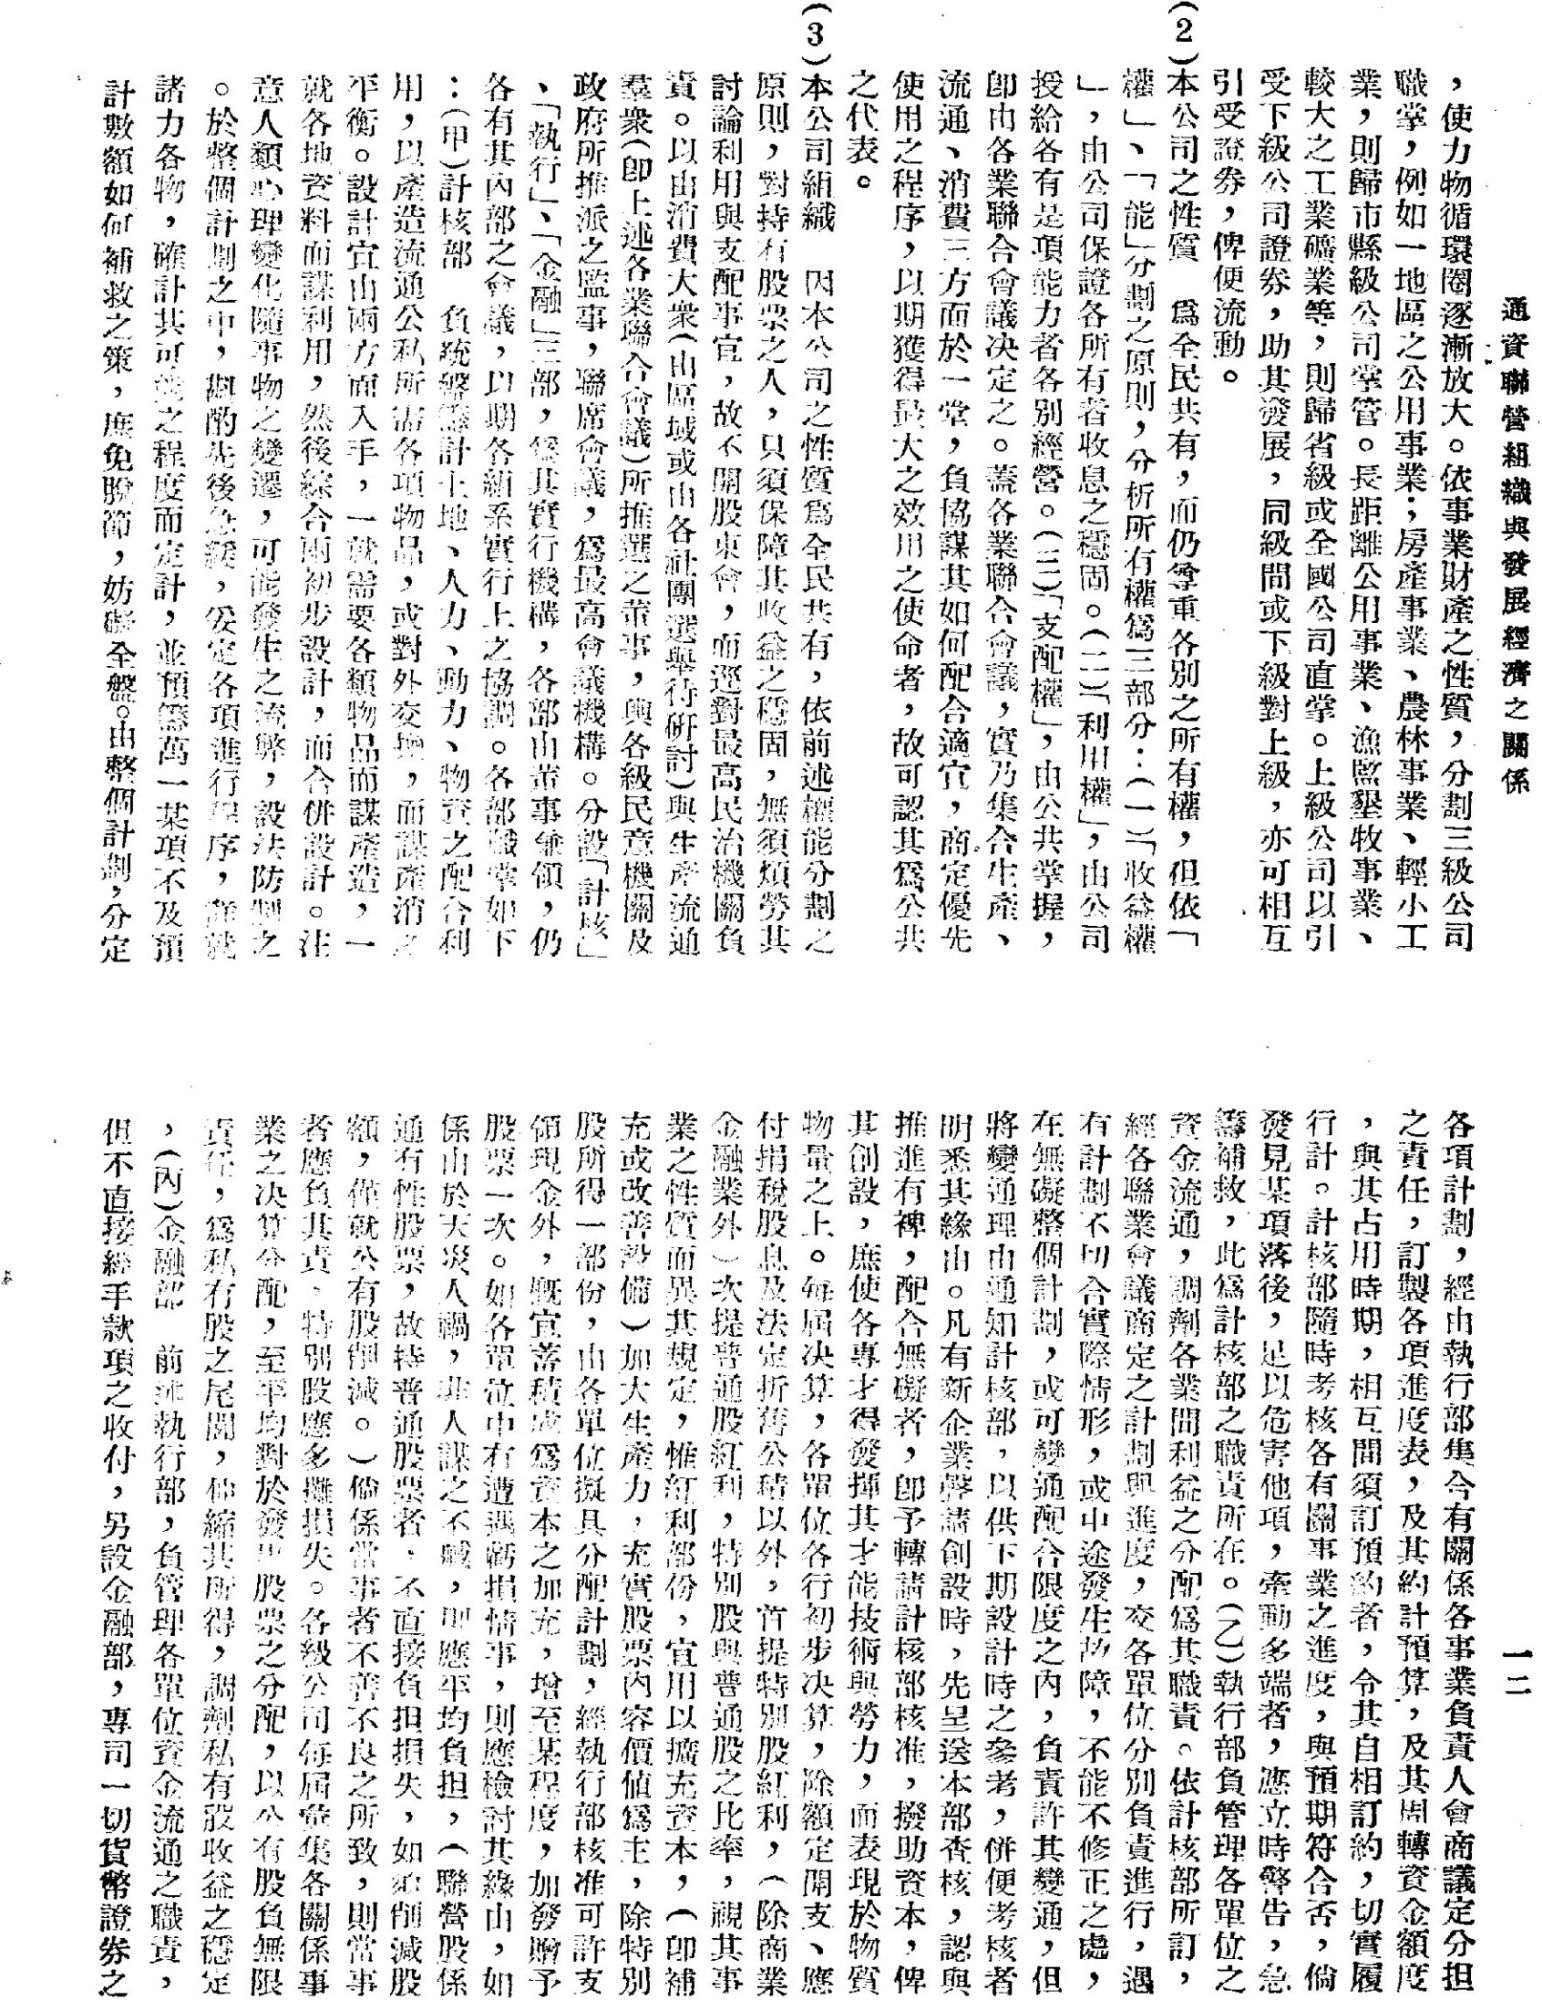 通資聯營組織與發展經濟之關係
，使力物循環圈逐漸放大。依事業財產之性質，分劃三級公司
職掌，例如一地區之公用事業；房產事業、農林事業、輕小工
業，則歸市縣級公司掌管。長距離公用事業、漁監墾牧事業、
較大之工業礦業等，則歸省級或全國公司直掌。上級公司以引
受下級公司證券，助其發展，同級間或下級對上級，亦可相互
引受證券，俾便流動。
(2)本公司之性質　為全民共有，而仍尊重各別之所有權，但依「
權」、「能」分劃之原則，分析所有權為三部分：(一)「收益權
」，由公司保證各所有者收息之穩固。(二)「利用權」，由公司
授給各有是項能力者各別經營。(三)「支配權」，由公共掌握，
卽由各業聯合會議決定之。蓋各業聯合會議，實乃集合生產、
流通、消費三方面於一堂，負協謀其如何配合適宜，商定優先
使用之程序，以期獲得最大之效用之使命者，故可認其為公共
之代表。
(3)本公司組織　因本公司之性質為全民共有，依前述權能分劃之
原則，對持有股票之人，只須保障其收益之穩固，無須煩勞其
討論利用與支配事宜，故不開股東會，而逕對最高民治機關負
責。以由消費大衆(由區域或由各社團選舉待研討)與生產流通
羣衆(卽上述各業聯合會議)所推選之董事，與各級民意機關及
政府所推派之監事，聯席會議，為最高會議機構。分設「計核」
、「執行」、「金融」三部，為其實行機構，各部由董事兼領，仍
各有其內部之會議，以期各組系實行上之協調。各部職掌如下
：(甲)計核部　負統盤籌計土地、人力、動力、物資之配合利
用，以產造流通公私所需各項物品，或對外交換，而謀產消之
平衡。設計宜由兩方面入手，一就需要各類物品而謀產造，一
就各地資料而謀利用，然後綜合兩初步設計，而合併設計。注
意人類心理變化隨事物之變遷，可能發生之流弊，設法防制之
。於整個計劃之中，斟酌先後急緩，妥定各項進行程序，詳就
諸力各物，確計其可能之程度而定計，並預籌萬一某項不及預
計數額如何補救之策，庶免脫節，妨礙全盤。由整個計劃，分定
各項計劃，經由執行部集今有關係各事業負責人會商議定分担
之責任，訂製各項進度表，及其約計預算，及其周轉資金額度
，與其占用時期，相互間須訂預約者，令其自相訂約，切實履
行計。計核部隨時考核各有關事業之進度，與預期符合否，倘
發見某項落後，足以危害他項，牽動多端者，應立時警告，急
籌補救，此為計核部之職責所在。(乙)執行部負管理各單位之
資金流通，調劑各業間利益之分配為其職責。依計核部所訂，
經各聯業會議商定之計劃與進度，交各單位分別負責進行，遇
有計劃不切合實際情形，或中途發生故障，不能不修正之處，
在無礙整個計劃，或可變通配合限度之內，負責許其變通，但
將變通理由通知計核部，以供下期設計時之參考，併便考核者
明悉其緣由。凡有新企業聲請創設時，先呈送本部查核，認與
推進有裨，配合無礙者，卽予轉請計核部核准，撥助資本，俾
其創設，庶使各專才得發揮其才能技術與勞力，而表現於物質
物量之上。每屆決算，各單位各行初步決算，除額定開支、應
付捐稅股息及法定折舊公積以外，首提特別股紅利，(除商業
金融業外)次提普通股紅利，特別股與普通股之比率，視其事
業之性質而異其規定，惟紅利部份，宜用以擴充資本，(卽補
充或改善設備)加大生產力，充實股票內容價值為主，除特別
股所得一部份，由各單位擬具分配計劃，經執行部核准可許支
領現金外，概宜蓄積成為資本之加充，增至某程度，加發贈予
股票一次。如各單位中有遭遇虧損情事，則應檢討其緣由，如
係由於天災人禍，非人謀之不臧，則應平均負担，(聯營股係
通有性股票，故持普通股票者，不直接負担損失，如須削減股
額，僅就公有股削減。)倘係當事者不善不良之所致，則當事
者應負其責，特別股應多攤損失。各級公司每屆彙集各關係事
業之決算分配，至平均對於發出股票之分配，以公有股負無限
責任，為私有股之尾閭，伸縮其所得，調劑私有股收益之穩定
，(丙)金融部　前述執行部，負管理各單位資金流通之職責，
但不直接經手款項之收付，另設金融部，專司一切貨幣證券之
一二